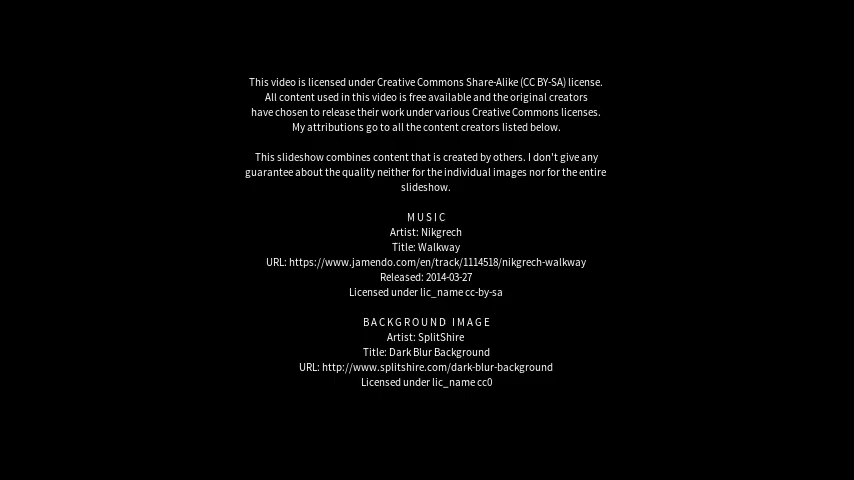 This video is licensed under Creative Commons Share-Alike (CC BY-SA) license.
All content used in this video is free available and the original creators
have chosen to release their work under various Creative Commons licenses.
My attributions go to all the content creators listed below.
This slideshow combines content that is created by others. I don't give any
guarantee about the quality neither for the individual images nor for the entire
slideshow.
MUSIC
Artist: Nikgrech
Title: Walkway
URL: https://www.jamendo.com/en/track/1114518/nikgrech-walkway
Released: 2014-03-27
Licensed under lic_name cc-by-sa
BACKGROUND IMAGE
Artist: SplitShire
Title: Dark Blur Background
URL: http://www.splitshire.com/dark-blur-background
Licensed under lic_name cc0